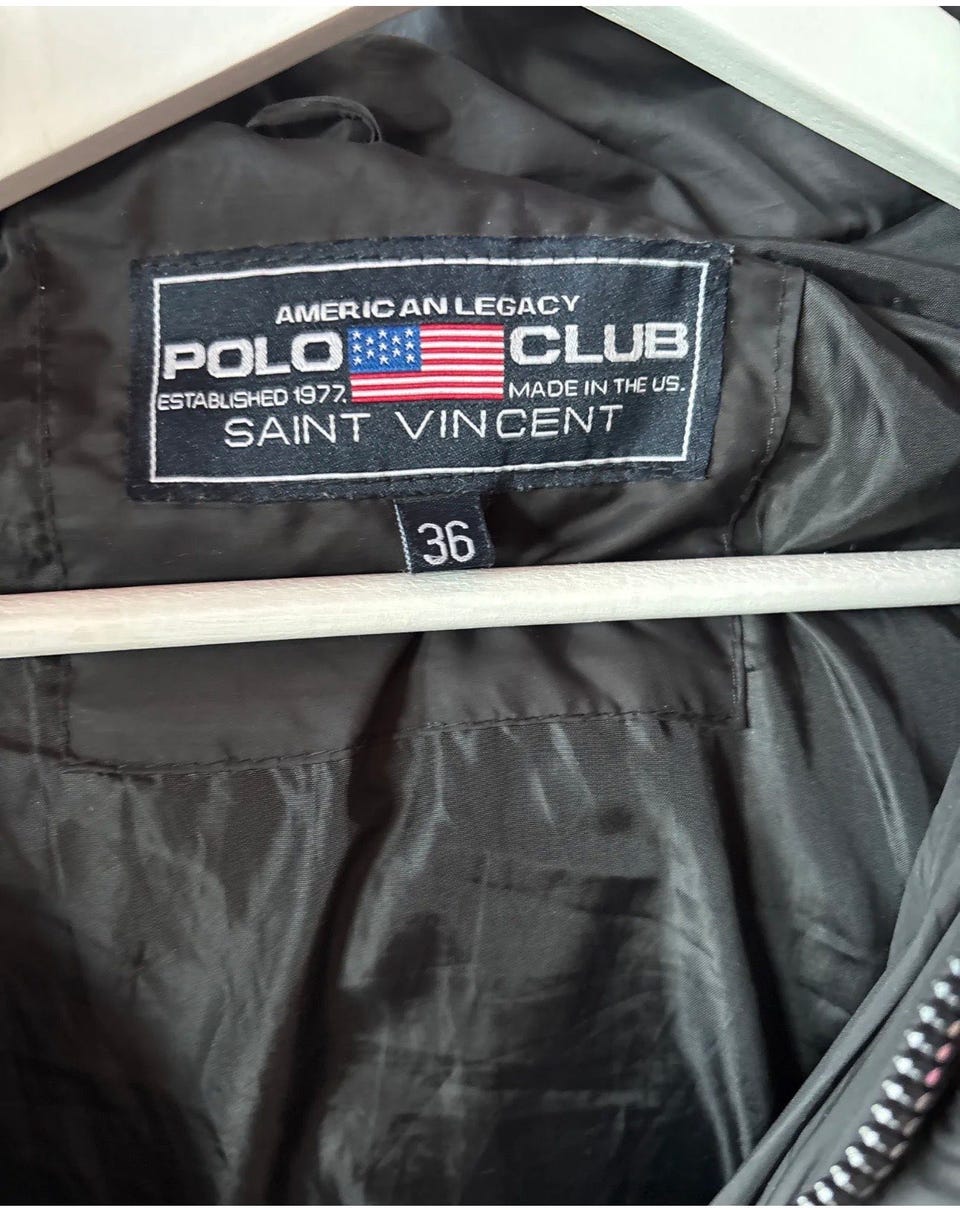 AMERICAN LEGACY
POLO CLUB
ESTABLISHED 1977. MADE IN THE US.
SAINT VINCENT
36